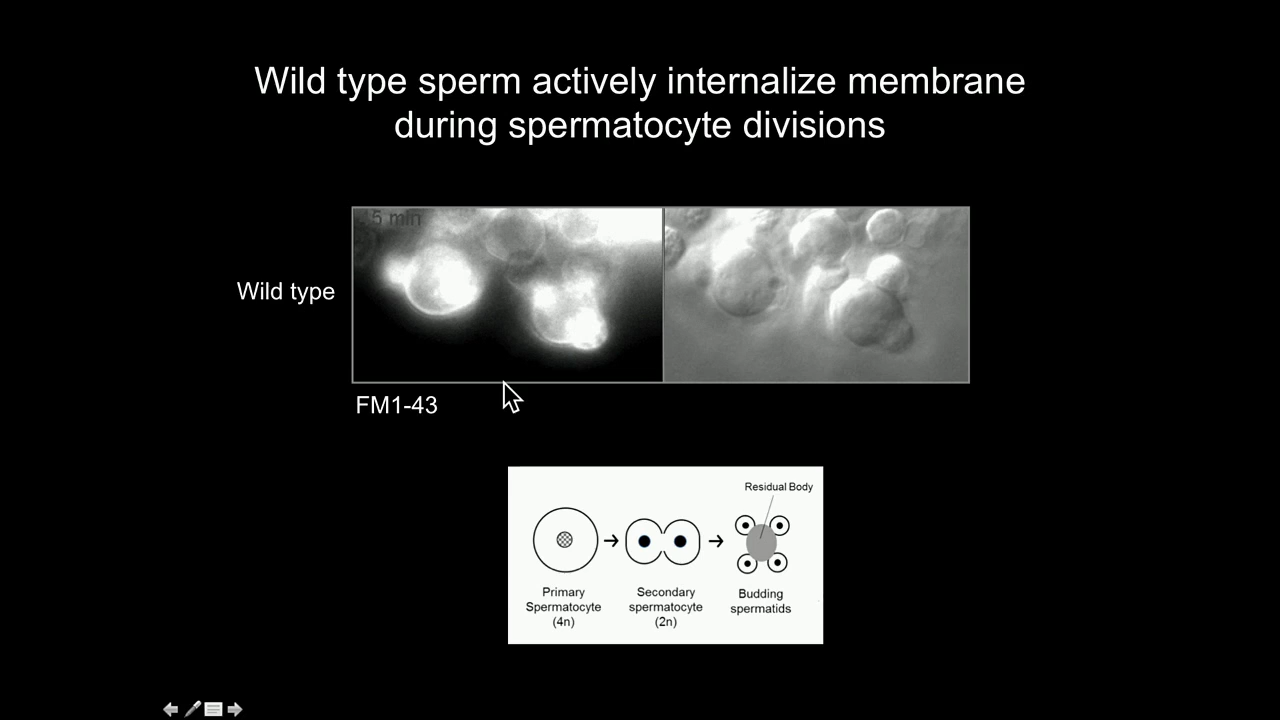 Wild type sperm actively internalize membrane
during spermatocyte divisions
45 min
Wild type
FM1-43
Residual Body
Primary
Spermatocyte
(4n)
Secondary
spermatocyte
(2n)
Budding
spermatids